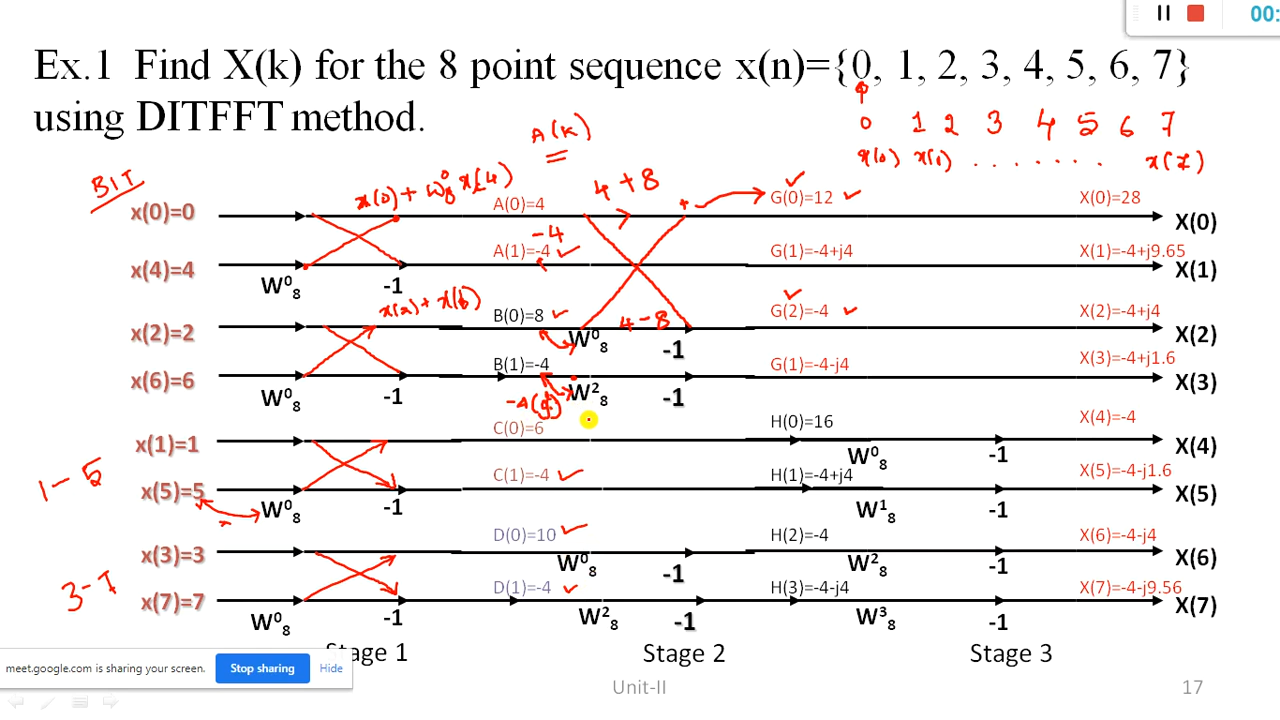 00:
Ex.1 Find X(k) for the 8 point sequence x(n)={0, 1, 2, 3, 4, 5, 6, 7}
using DITFFT method.
0 1 2 3 4 5 6 7
x(0) x(1) . . . . . . . x(7)
A(k)
BIT
x(0) + W⁰₈ x(4)
4 + 8
x(0)=0 A(0)=4 G(0)=12 X(0)=28 X(0)
-4
x(4)=4 W⁰₈ -1 A(1)=-4 G(1)=-4+j4 X(1)=-4+j9.65 X(1)
x(2) + x(6)
4 - 8
x(2)=2 B(0)=8 W⁰₈ -1 G(2)=-4 X(2)=-4+j4 X(2)
x(6)=6 W⁰₈ -1 B(1)=-4 W²₈ -1 G(1)=-4-j4 X(3)=-4+j1.6 X(3)
x(1)=1 C(0)=6 H(0)=16 W⁰₈ -1 X(4)=-4 X(4)
1 - 5
x(5)=5 W⁰₈ -1 C(1)=-4 H(1)=-4+j4 W¹₈ -1 X(5)=-4-j1.6 X(5)
x(3)=3 D(0)=10 W⁰₈ -1 H(2)=-4 W²₈ -1 X(6)=-4-j4 X(6)
3 - 7
x(7)=7 W⁰₈ -1 D(1)=-4 W²₈ -1 H(3)=-4-j4 W³₈ -1 X(7)=-4-j9.56 X(7)
Stage 1 Stage 2 Stage 3
meet.google.com is sharing your screen. Stop sharing Hide
Unit-II 17